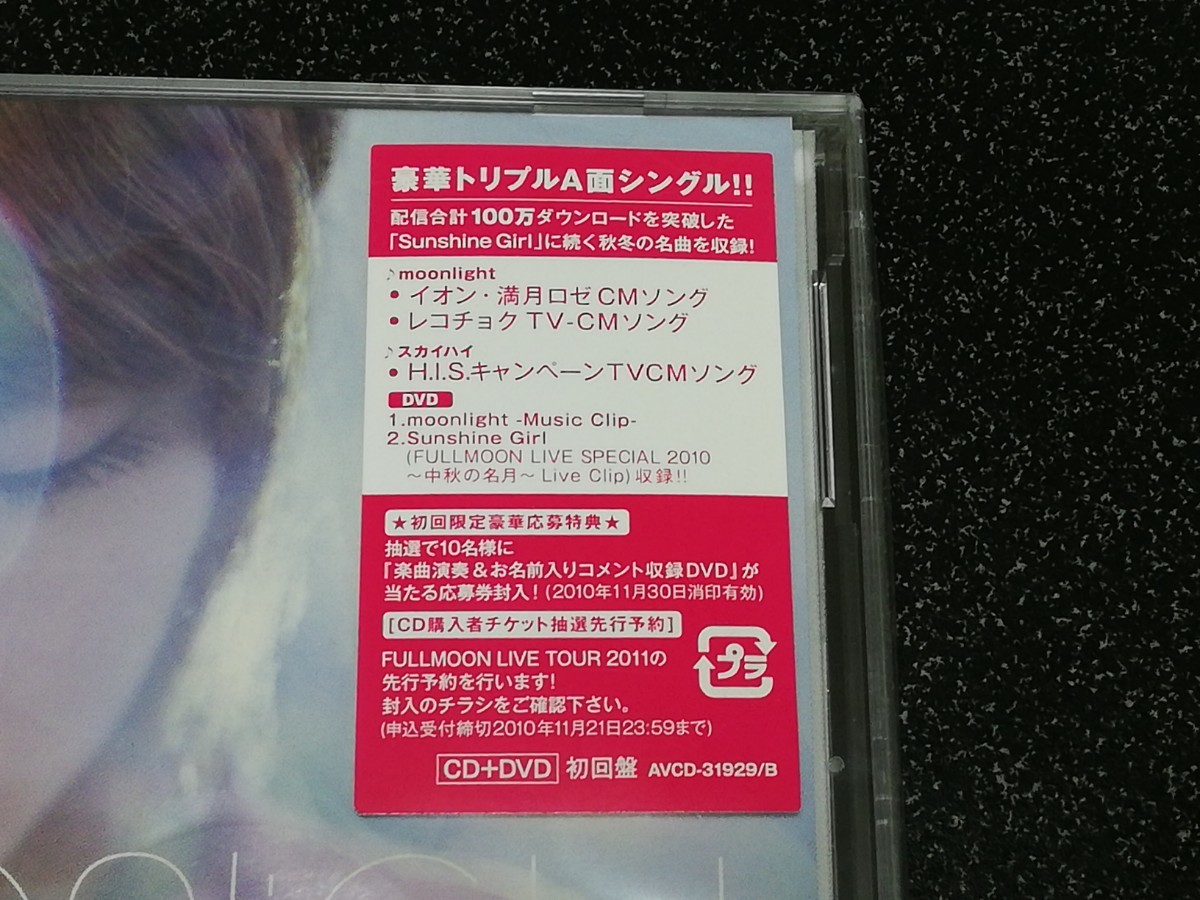 豪華トリプルA面シングル!!
配信合計100万ダウンロードを突破した
「Sunshine Girl」に続く秋冬の名曲を収録!
♪moonlight
• イオン・満月ロゼCMソング
• レコチョク TV-CMソング
♪スカイハイ
• H.I.S.キャンペーンTVCMソング
DVD
1.moonlight -Music Clip-
2.Sunshine Girl
(FULLMOON LIVE SPECIAL 2010
～中秋の名月～ Live Clip) 収録!!
★初回限定豪華応募特典★
抽選で10名様に
『楽曲演奏&お名前入りコメント収録DVD』が
当たる応募券封入! (2010年11月30日消印有効)
[CD購入者チケット抽選先行予約]
FULLMOON LIVE TOUR 2011の
先行予約を行います!
封入のチラシをご確認下さい。
(申込受付締切2010年11月21日23:59まで)
プラ
CD+DVD 初回盤 AVCD-31929/B